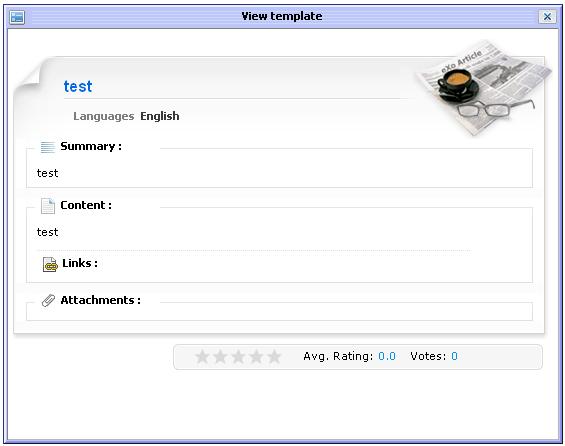 View template
eXo Article
test
Languages English
Summary :
test
Content :
test
Links :
Attachments :
Avg. Rating: 0.0 Votes: 0